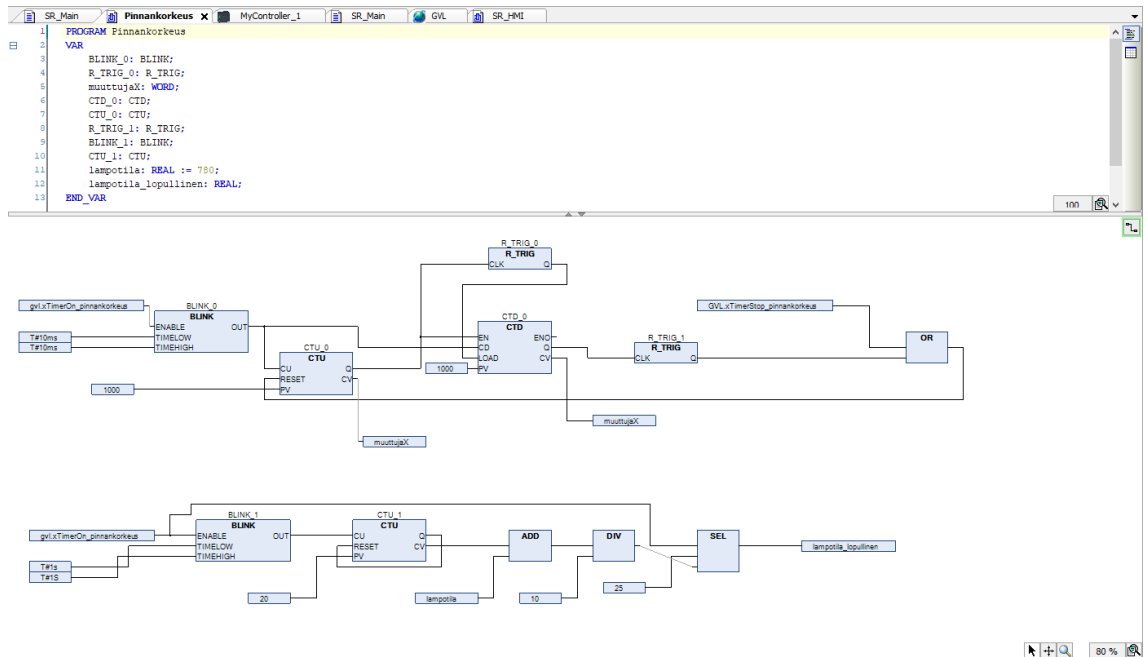 SR_Main Pinnankorkeus MyController_1 SR_Main GVL SR_HMI
1 PROGRAM Pinnankorkeus
2 VAR
3 BLINK_0: BLINK;
4 R_TRIG_0: R_TRIG;
5 muuttujaX: WORD;
6 CTD_0: CTD;
7 CTU_0: CTU;
8 R_TRIG_1: R_TRIG;
9 BLINK_1: BLINK;
10 CTU_1: CTU;
11 lampotila: REAL := 780;
12 lampotila_lopullinen: REAL;
13 END_VAR
100
R_TRIG_0
R_TRIG
CLK Q
gvl.xTimerOn_pinnankorkeus
T#10ms
T#10ms
BLINK_0
BLINK
ENABLE OUT
TIMELOW
TIMEHIGH
CTU_0
CTU
CU Q
RESET CV
PV
1000
muuttujaX
CTD_0
CTD
EN ENO
CD Q
LOAD CV
PV
1000
muuttujaX
R_TRIG_1
R_TRIG
CLK Q
GVL.xTimerStop_pinnankorkeus
OR
gvl.xTimerOn_pinnankorkeus
T#1s
T#1S
BLINK_1
BLINK
ENABLE OUT
TIMELOW
TIMEHIGH
CTU_1
CTU
CU Q
RESET CV
PV
20
ADD
lampotila
DIV
10
SEL
25
lampotila_lopullinen
80 %